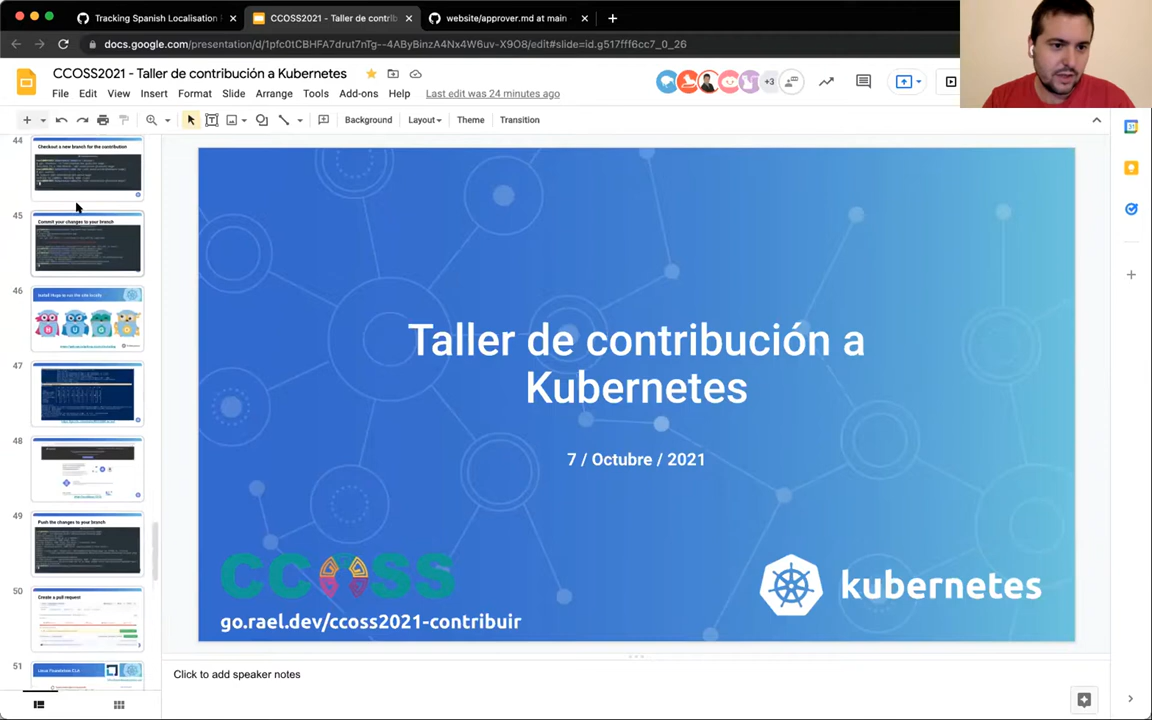 Tracking Spanish Localisation
CCOSS2021 - Taller de contrib
website/approver.md at main
docs.google.com/presentation/d/1pfc0tCBHFA7drut7nTg--4AByBinzA4Nx4W6uv-X9O8/edit#slide=id.g517fff6cc7_0_26
CCOSS2021 - Taller de contribución a Kubernetes
+3
File Edit View Insert Format Slide Arrange Tools Add-ons Help Last edit was 24 minutes ago
Background Layout Theme Transition
44
Checkout a new branch for the contribution
45
Commit your changes to your branch
46
Install Hugo to run the site locally
HUGO
47
48
49
Push the changes to your branch
50
Create a pull request
51
Linux Foundation CLA
Taller de contribución a
Kubernetes
7 / Octubre / 2021
CCOSS
kubernetes
go.rael.dev/ccoss2021-contribuir
Click to add speaker notes